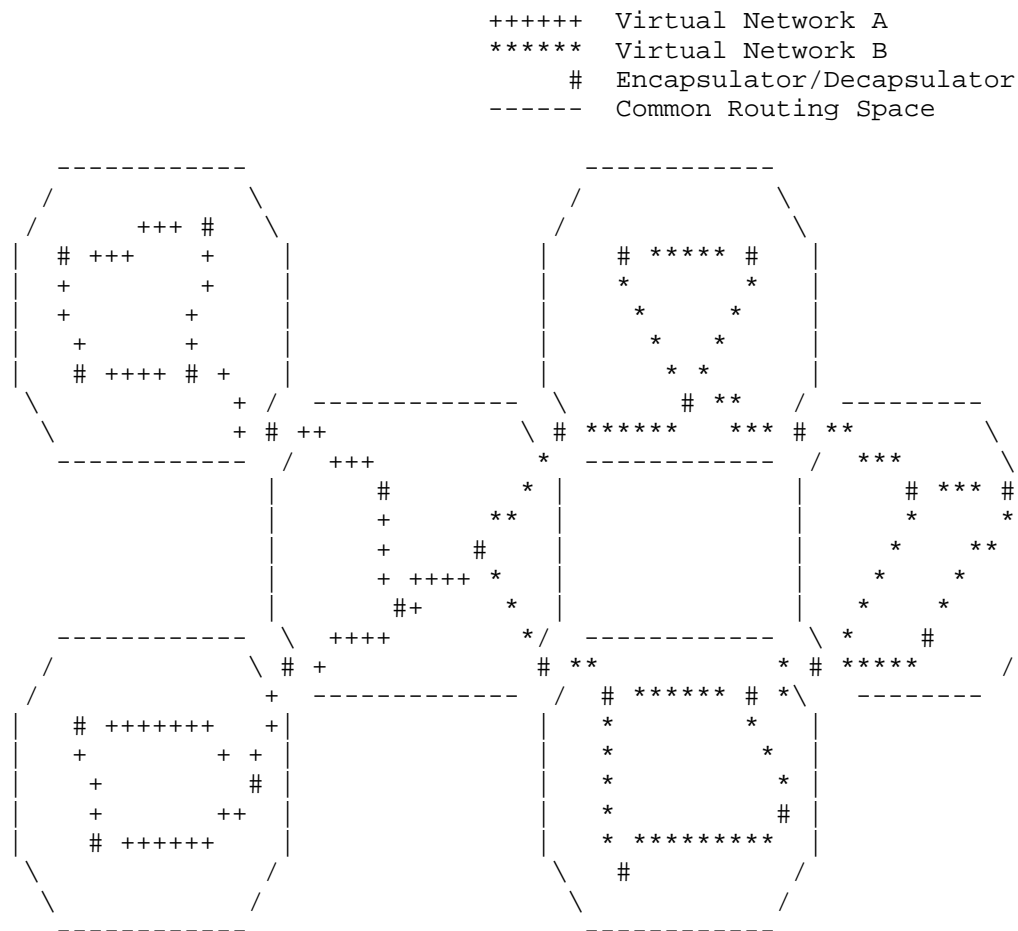 ++++++ Virtual Network A
****** Virtual Network B
# Encapsulator/Decapsulator
------ Common Routing Space